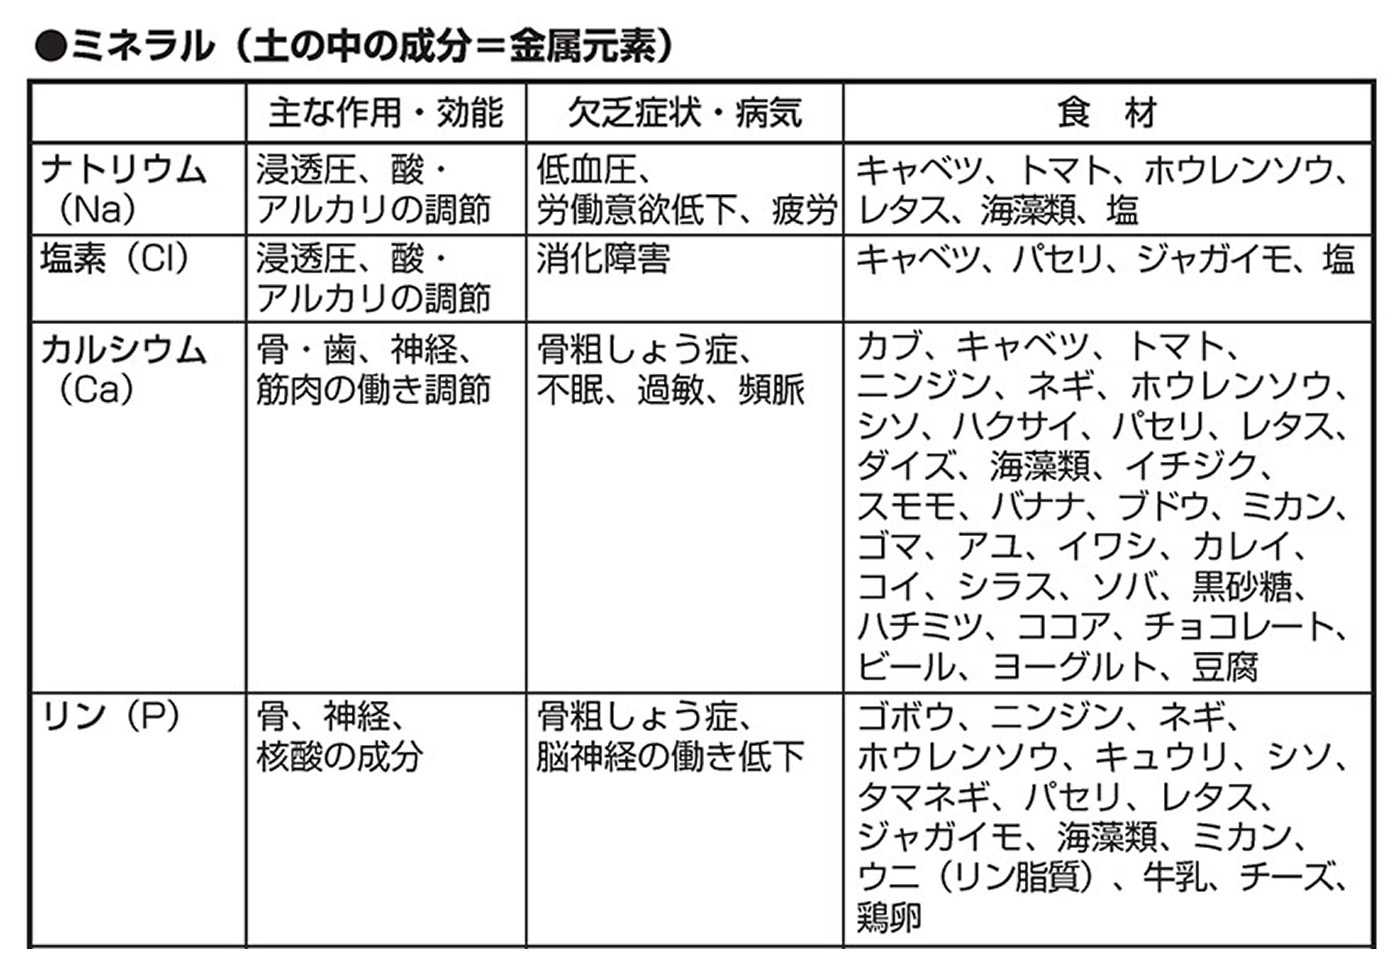 ●ミネラル（土の中の成分＝金属元素）
主な作用・効能
欠乏症状・病気
食　材
ナトリウム
（Na）
浸透圧、酸・
アルカリの調節
低血圧、
労働意欲低下、疲労
キャベツ、トマト、ホウレンソウ、
レタス、海藻類、塩
塩素（Cl）
浸透圧、酸・
アルカリの調節
消化障害
キャベツ、パセリ、ジャガイモ、塩
カルシウム
（Ca）
骨・歯、神経、
筋肉の働き調節
骨粗しょう症、
不眠、過敏、頻脈
カブ、キャベツ、トマト、
ニンジン、ネギ、ホウレンソウ、
シソ、ハクサイ、パセリ、レタス、
ダイズ、海藻類、イチジク、
スモモ、バナナ、ブドウ、ミカン、
ゴマ、アユ、イワシ、カレイ、
コイ、シラス、ソバ、黒砂糖、
ハチミツ、ココア、チョコレート、
ビール、ヨーグルト、豆腐
リン（P）
骨、神経、
核酸の成分
骨粗しょう症、
脳神経の働き低下
ゴボウ、ニンジン、ネギ、
ホウレンソウ、キュウリ、シソ、
タマネギ、パセリ、レタス、
ジャガイモ、海藻類、ミカン、
ウニ（リン脂質）、牛乳、チーズ、
鶏卵